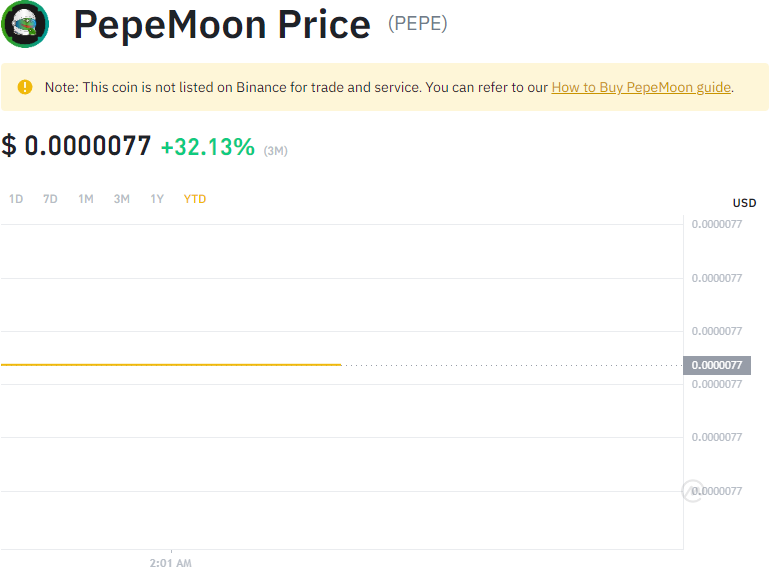 PepeMoon Price (PEPE)
Note: This coin is not listed on Binance for trade and service. You can refer to our How to Buy PepeMoon guide.
$ 0.0000077 +32.13% (3M)
1D 7D 1M 3M 1Y YTD
USD
0.0000077
0.0000077
0.0000077
0.0000077
0.0000077
0.0000077
0.0000077
2:01 AM